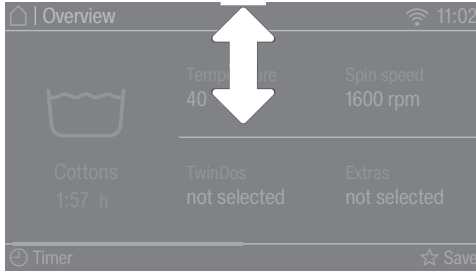 Overview 11:02
Temperature Spin speed
40 1600 rpm
Cottons TwinDos Extras
1:57 h not selected not selected
Timer Save